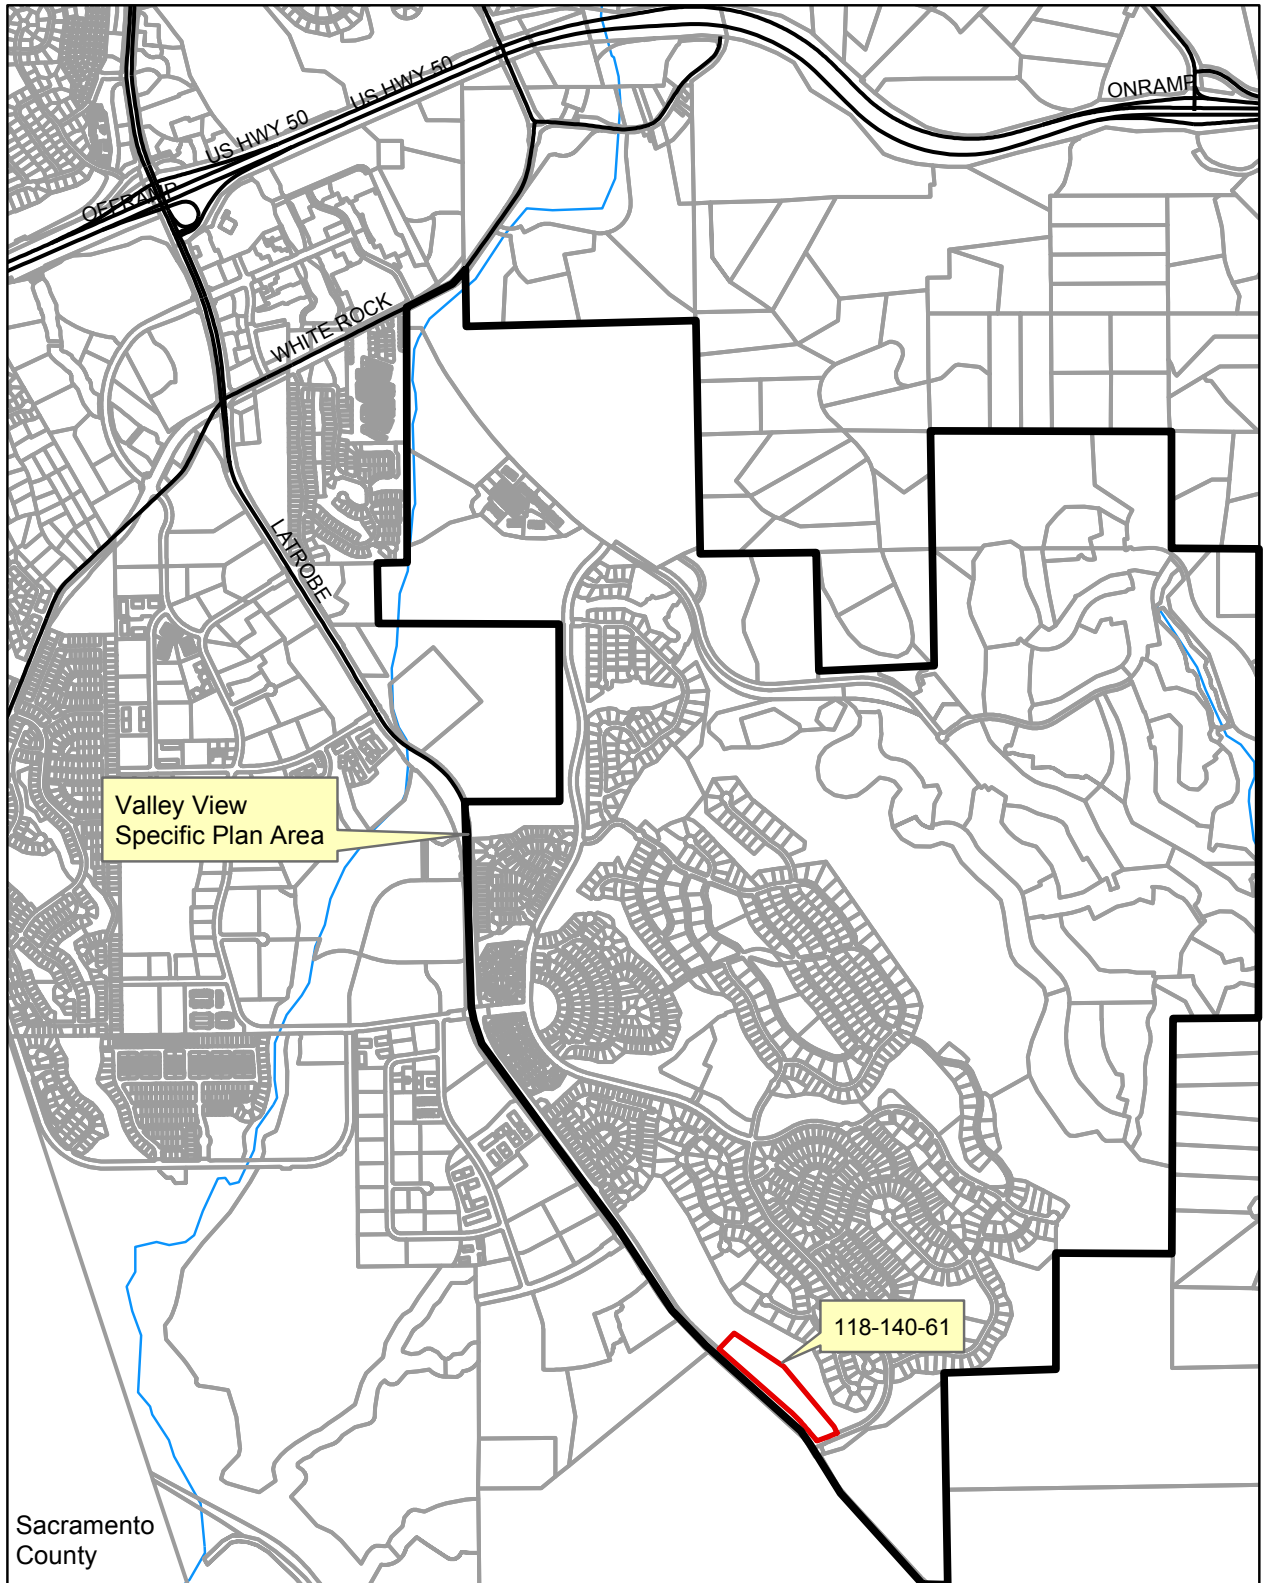 US HWY 50
US HWY 50
ONRAMP
OFFRAMP
WHITE ROCK
LATROBE
Valley View
Specific Plan Area
118-140-61
Sacramento
County